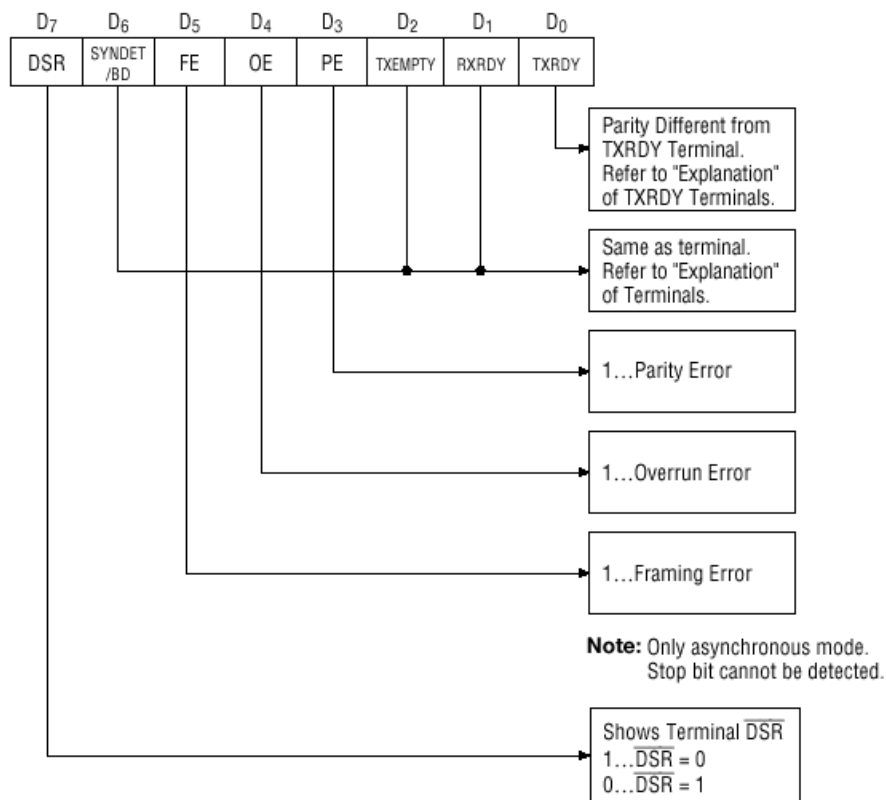 D7 D6 D5 D4 D3 D2 D1 D0
DSR SYNDET /BD FE OE PE TXEMPTY RXRDY TXRDY
Parity Different from
TXRDY Terminal.
Refer to "Explanation"
of TXRDY Terminals.
Same as terminal.
Refer to "Explanation"
of Terminals.
1...Parity Error
1...Overrun Error
1...Framing Error
Note: Only asynchronous mode.
Stop bit cannot be detected.
Shows Terminal D̅S̅R̅
1...D̅S̅R̅ = 0
0...D̅S̅R̅ = 1